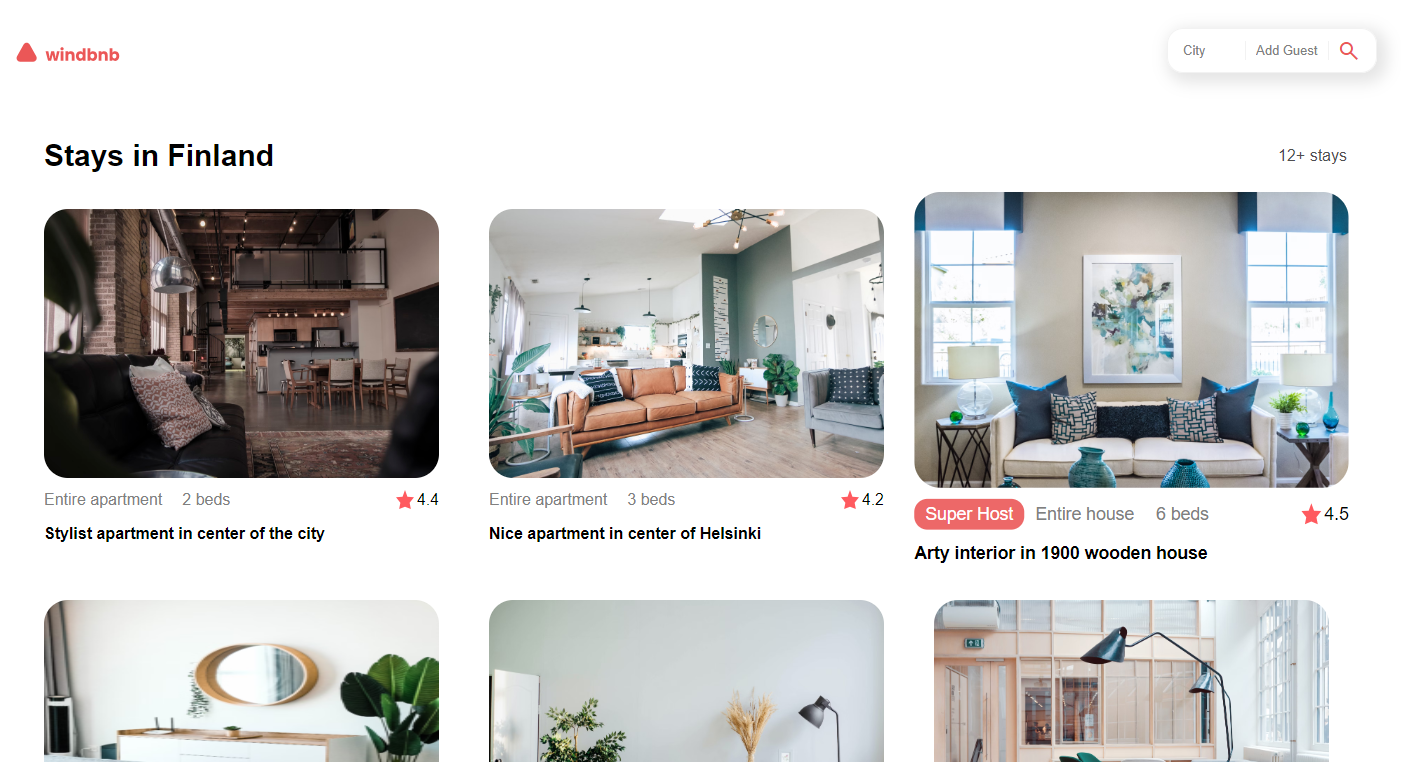 windbnb
City Add Guest
Stays in Finland
12+ stays
Entire apartment 2 beds 4.4
Stylist apartment in center of the city
Entire apartment 3 beds 4.2
Nice apartment in center of Helsinki
Super Host Entire house 6 beds 4.5
Arty interior in 1900 wooden house